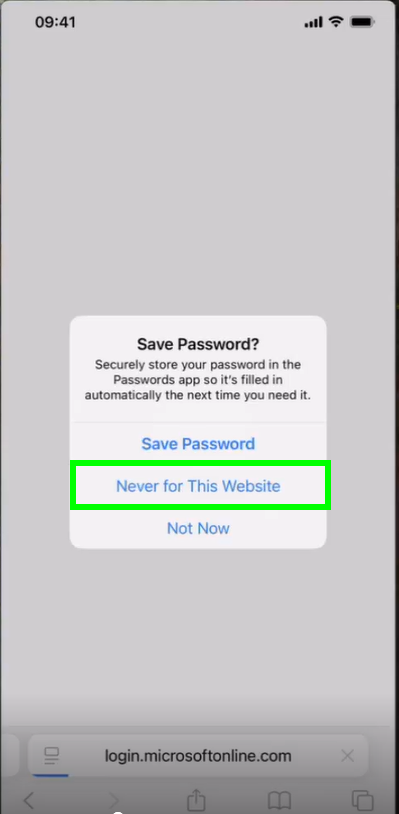 09:41
Save Password?
Securely store your password in the
Passwords app so it's filled in
automatically the next time you need it.
Save Password
Never for This Website
Not Now
login.microsoftonline.com